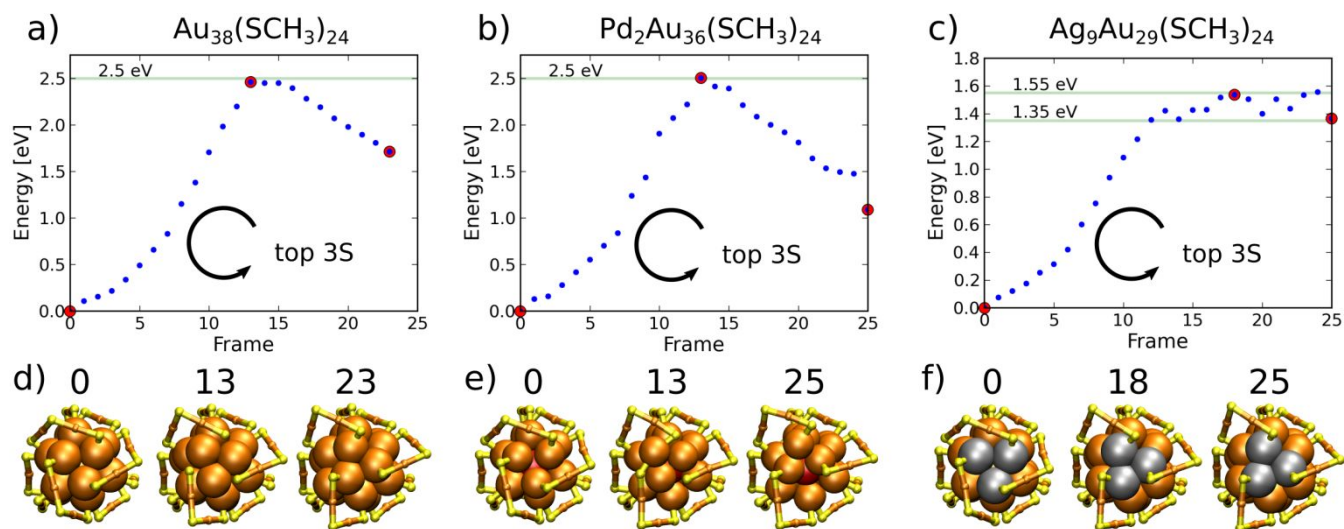 a) Au₃₈(SCH₃)₂₄
2.5 eV
Energy [eV]
2.5
2.0
1.5
1.0
0.5
0.0
top 3S
0 5 10 15 20 25
Frame
b) Pd₂Au₃₆(SCH₃)₂₄
2.5 eV
Energy [eV]
2.5
2.0
1.5
1.0
0.5
0.0
top 3S
0 5 10 15 20 25
Frame
c) Ag₉Au₂₉(SCH₃)₂₄
1.55 eV
1.35 eV
Energy [eV]
1.8
1.6
1.4
1.2
1.0
0.8
0.6
0.4
0.2
0.0
top 3S
0 5 10 15 20 25
Frame
d) 0 13 23
e) 0 13 25
f) 0 18 25